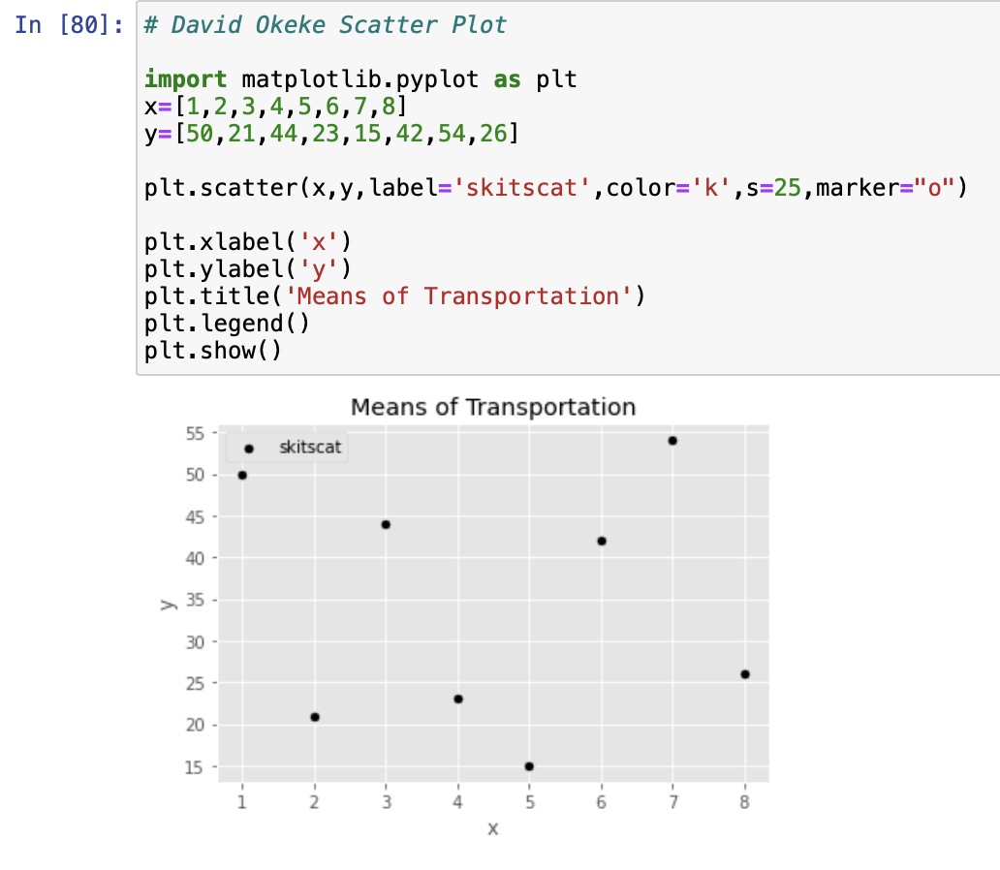 In [80]: # David Okeke Scatter Plot
import matplotlib.pyplot as plt
x=[1,2,3,4,5,6,7,8]
y=[50,21,44,23,15,42,54,26]
plt.scatter(x,y,label='skitscat',color='k',s=25,marker="o")
plt.xlabel('x')
plt.ylabel('y')
plt.title('Means of Transportation')
plt.legend()
plt.show()
Means of Transportation
skitscat
55
50
45
40
35
30
25
20
15
y
1 2 3 4 5 6 7 8
x